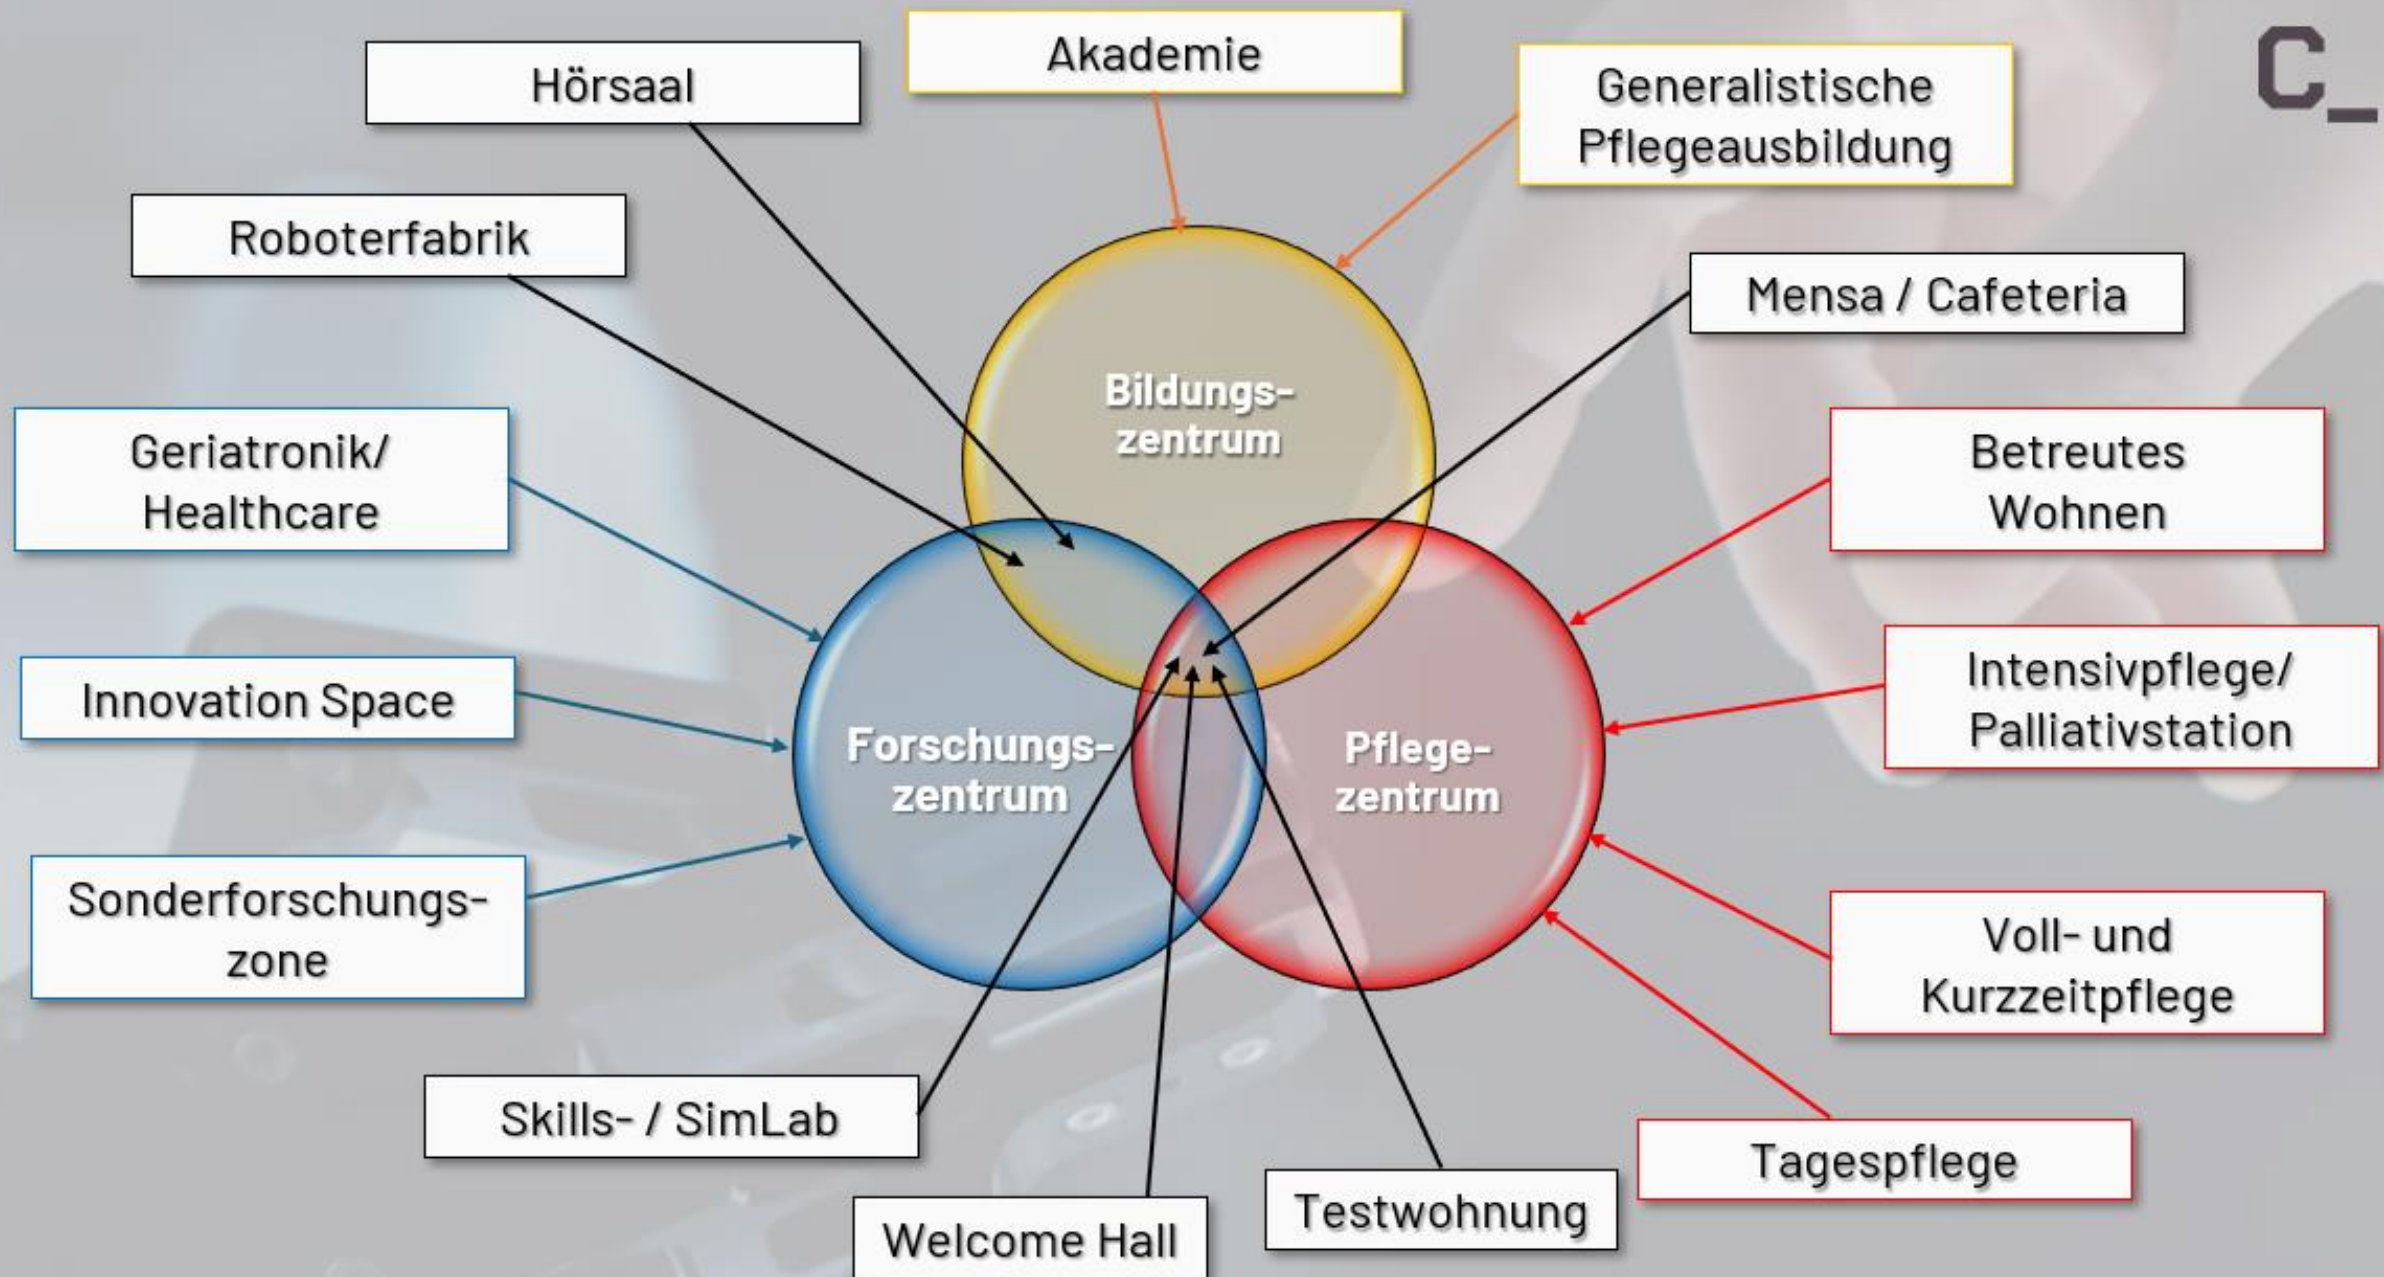 Akademie
C_
Hörsaal
Generalistische
Pflegeausbildung
Roboterfabrik
Mensa / Cafeteria
Bildungs-
zentrum
Geriatronik/
Healthcare
Betreutes
Wohnen
Innovation Space
Intensivpflege/
Palliativstation
Forschungs-
zentrum
Pflege-
zentrum
Sonderforschungs-
zone
Voll- und
Kurzzeitpflege
Skills- / SimLab
Tagespflege
Testwohnung
Welcome Hall